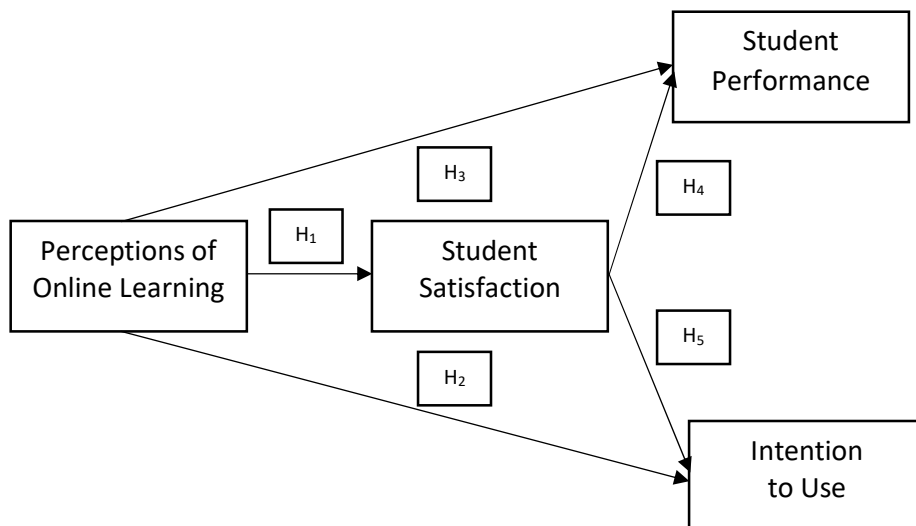 Student
Performance
H₃
H₄
H₁
Perceptions of
Online Learning
Student
Satisfaction
H₂
H₅
Intention
to Use